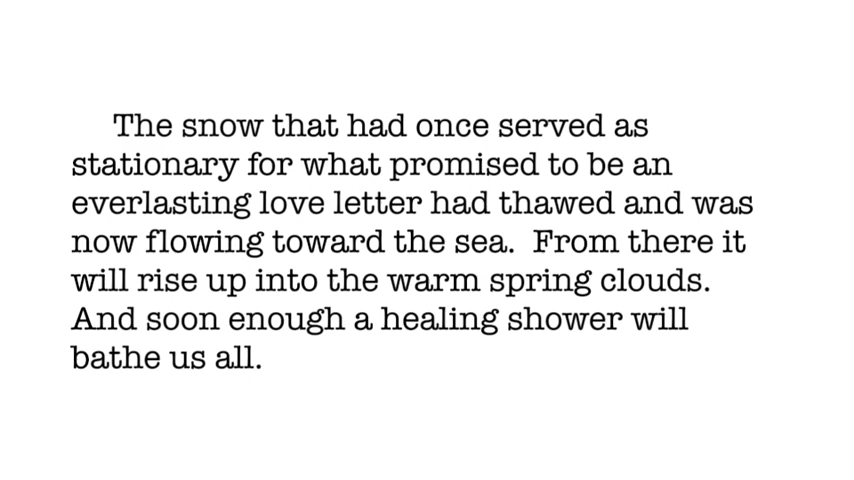 The snow that had once served as
stationary for what promised to be an
everlasting love letter had thawed and was
now flowing toward the sea.  From there it
will rise up into the warm spring clouds.
And soon enough a healing shower will
bathe us all.